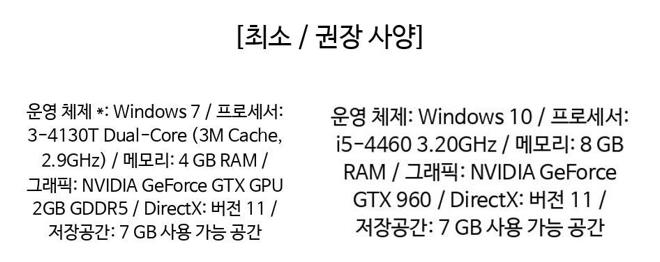 [최소 / 권장 사양]
운영 체제 *: Windows 7 / 프로세서:
3-4130T Dual-Core (3M Cache,
2.9GHz) / 메모리: 4 GB RAM /
그래픽: NVIDIA GeForce GTX GPU
2GB GDDR5 / DirectX: 버전 11 /
저장공간: 7 GB 사용 가능 공간
운영 체제: Windows 10 / 프로세서:
i5-4460 3.20GHz / 메모리: 8 GB
RAM / 그래픽: NVIDIA GeForce
GTX 960 / DirectX: 버전 11 /
저장공간: 7 GB 사용 가능 공간